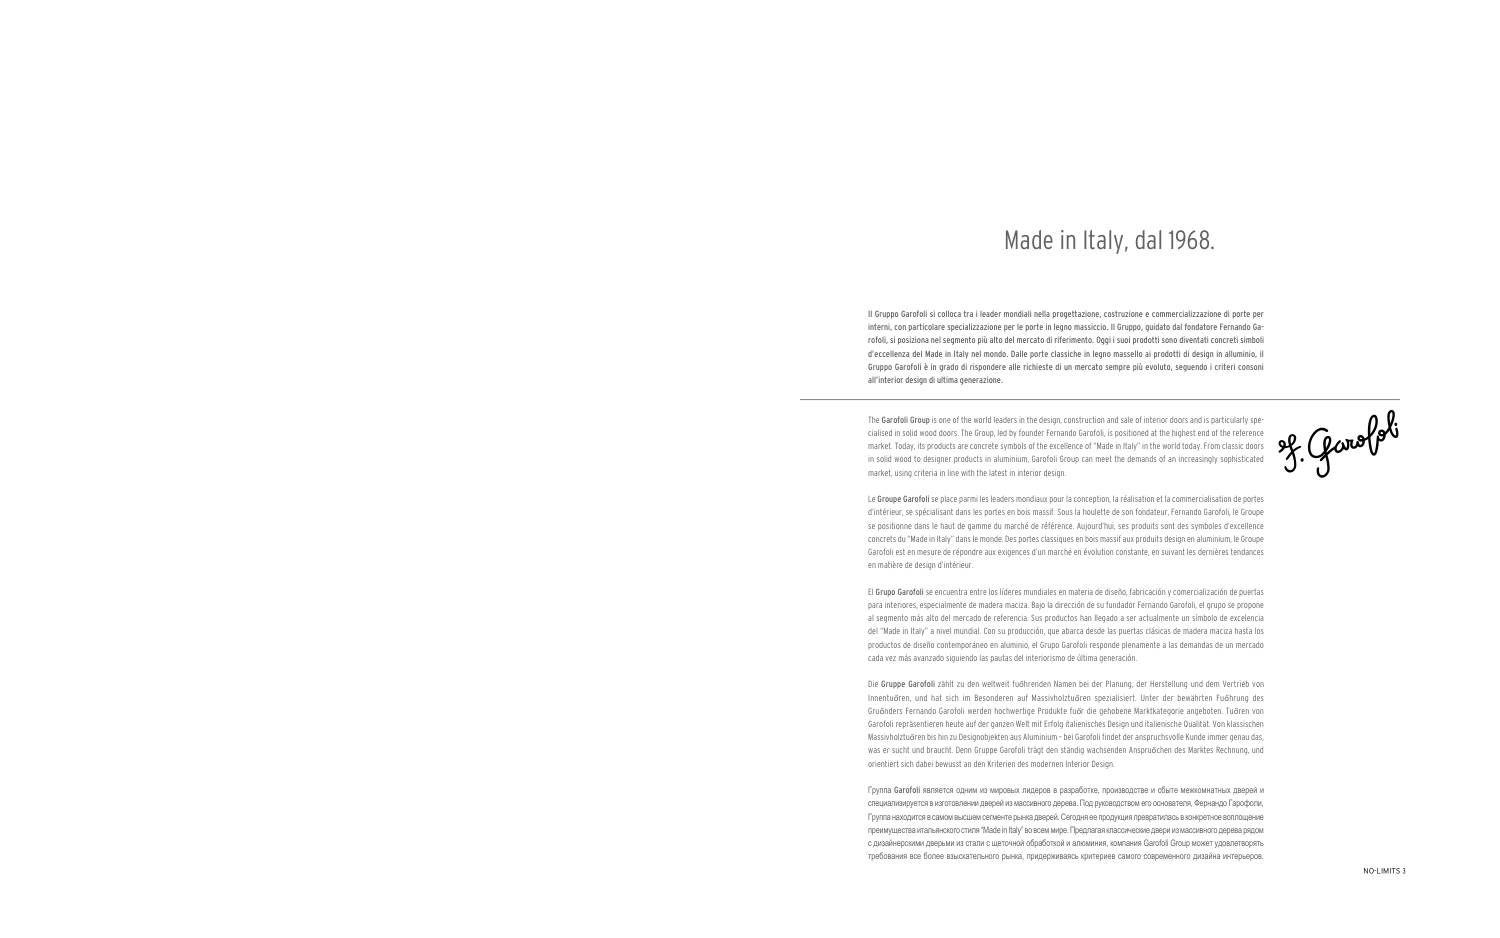 Made in Italy, dal 1968.
Il Gruppo Garofoli si colloca tra i leader mondiali nella progettazione, costruzione e commercializzazione di porte per
interni, con particolare specializzazione per le porte in legno massiccio. Il Gruppo, guidato dal fondatore Fernando Ga-
rofoli, si posiziona nel segmento più alto del mercato di riferimento. Oggi i suoi prodotti sono diventati concreti simboli
d'eccellenza del Made in Italy nel mondo. Dalle porte classiche in legno massello ai prodotti di design in alluminio, il
Gruppo Garofoli è in grado di rispondere alle richieste di un mercato sempre più evoluto, seguendo i criteri consoni
all'interior design di ultima generazione.
The Garofoli Group is one of the world leaders in the design, construction and sale of interior doors and is particularly spe-
cialised in solid wood doors. The Group, led by founder Fernando Garofoli, is positioned at the highest end of the reference
market. Today, its products are concrete symbols of the excellence of "Made in Italy" in the world today. From classic doors
in solid wood to designer products in aluminium, Garofoli Group can meet the demands of an increasingly sophisticated
market, using criteria in line with the latest in interior design.
F. Garofoli
Le Groupe Garofoli se place parmi les leaders mondiaux pour la conception, la réalisation et la commercialisation de portes
d'intérieur, se spécialisant dans les portes en bois massif. Sous la houlette de son fondateur, Fernando Garofoli, le Groupe
se positionne dans le haut de gamme du marché de référence. Aujourd'hui, ses produits sont des symboles d'excellence
concrets du "Made in Italy" dans le monde. Des portes classiques en bois massif aux produits design en aluminium, le Groupe
Garofoli est en mesure de répondre aux exigences d'un marché en évolution constante, en suivant les dernières tendances
en matière de design d'intérieur.
El Grupo Garofoli se encuentra entre los líderes mundiales en materia de diseño, fabricación y comercialización de puertas
para interiores, especialmente de madera maciza. Bajo la dirección de su fundador Fernando Garofoli, el grupo se propone
al segmento más alto del mercado de referencia. Sus productos han llegado a ser actualmente un símbolo de excelencia
del "Made in Italy" a nivel mundial. Con su producción, que abarca desde las puertas clásicas de madera maciza hasta los
productos de diseño contemporáneo en aluminio, el Grupo Garofoli responde plenamente a las demandas de un mercado
cada vez más avanzado siguiendo las pautas del interiorismo de última generación.
Die Gruppe Garofoli zählt zu den weltweit fuőhrenden Namen bei der Planung, der Herstellung und dem Vertrieb von
Innentuőren, und hat sich im Besonderen auf Massivholztuőren spezialisiert. Unter der bewährten Fuőhrung des
Gruőnders Fernando Garofoli werden hochwertige Produkte fuőr die gehobene Marktkategorie angeboten. Tuőren von
Garofoli repräsentieren heute auf der ganzen Welt mit Erfolg italienisches Design und italienische Qualität. Von klassischen
Massivholztuőren bis hin zu Designobjekten aus Aluminium – bei Garofoli findet der anspruchsvolle Kunde immer genau das,
was er sucht und braucht. Denn Gruppe Garofoli trägt den ständig wachsenden Anspruőchen des Marktes Rechnung, und
orientiert sich dabei bewusst an den Kriterien des modernen Interior Design.
Группа Garofoli является одним из мировых лидеров в разработке, производстве и сбыте межкомнатных дверей и
специализируется в изготовлении дверей из массивного дерева. Под руководством его основателя, Фернандо Гарофоли,
Группа находится в самом высшем сегменте рынка дверей. Сегодня ее продукция превратилась в конкретное воплощение
преимущества итальянского стиля "Made in Italy" во всем мире. Предлагая классические двери из массивного дерева рядом
с дизайнерскими дверьми из стали с щеточной обработкой и алюминия, компания Garofoli Group может удовлетворять
требования все более взыскательного рынка, придерживаясь критериев самого современного дизайна интерьеров.
NO-LIMITS 3